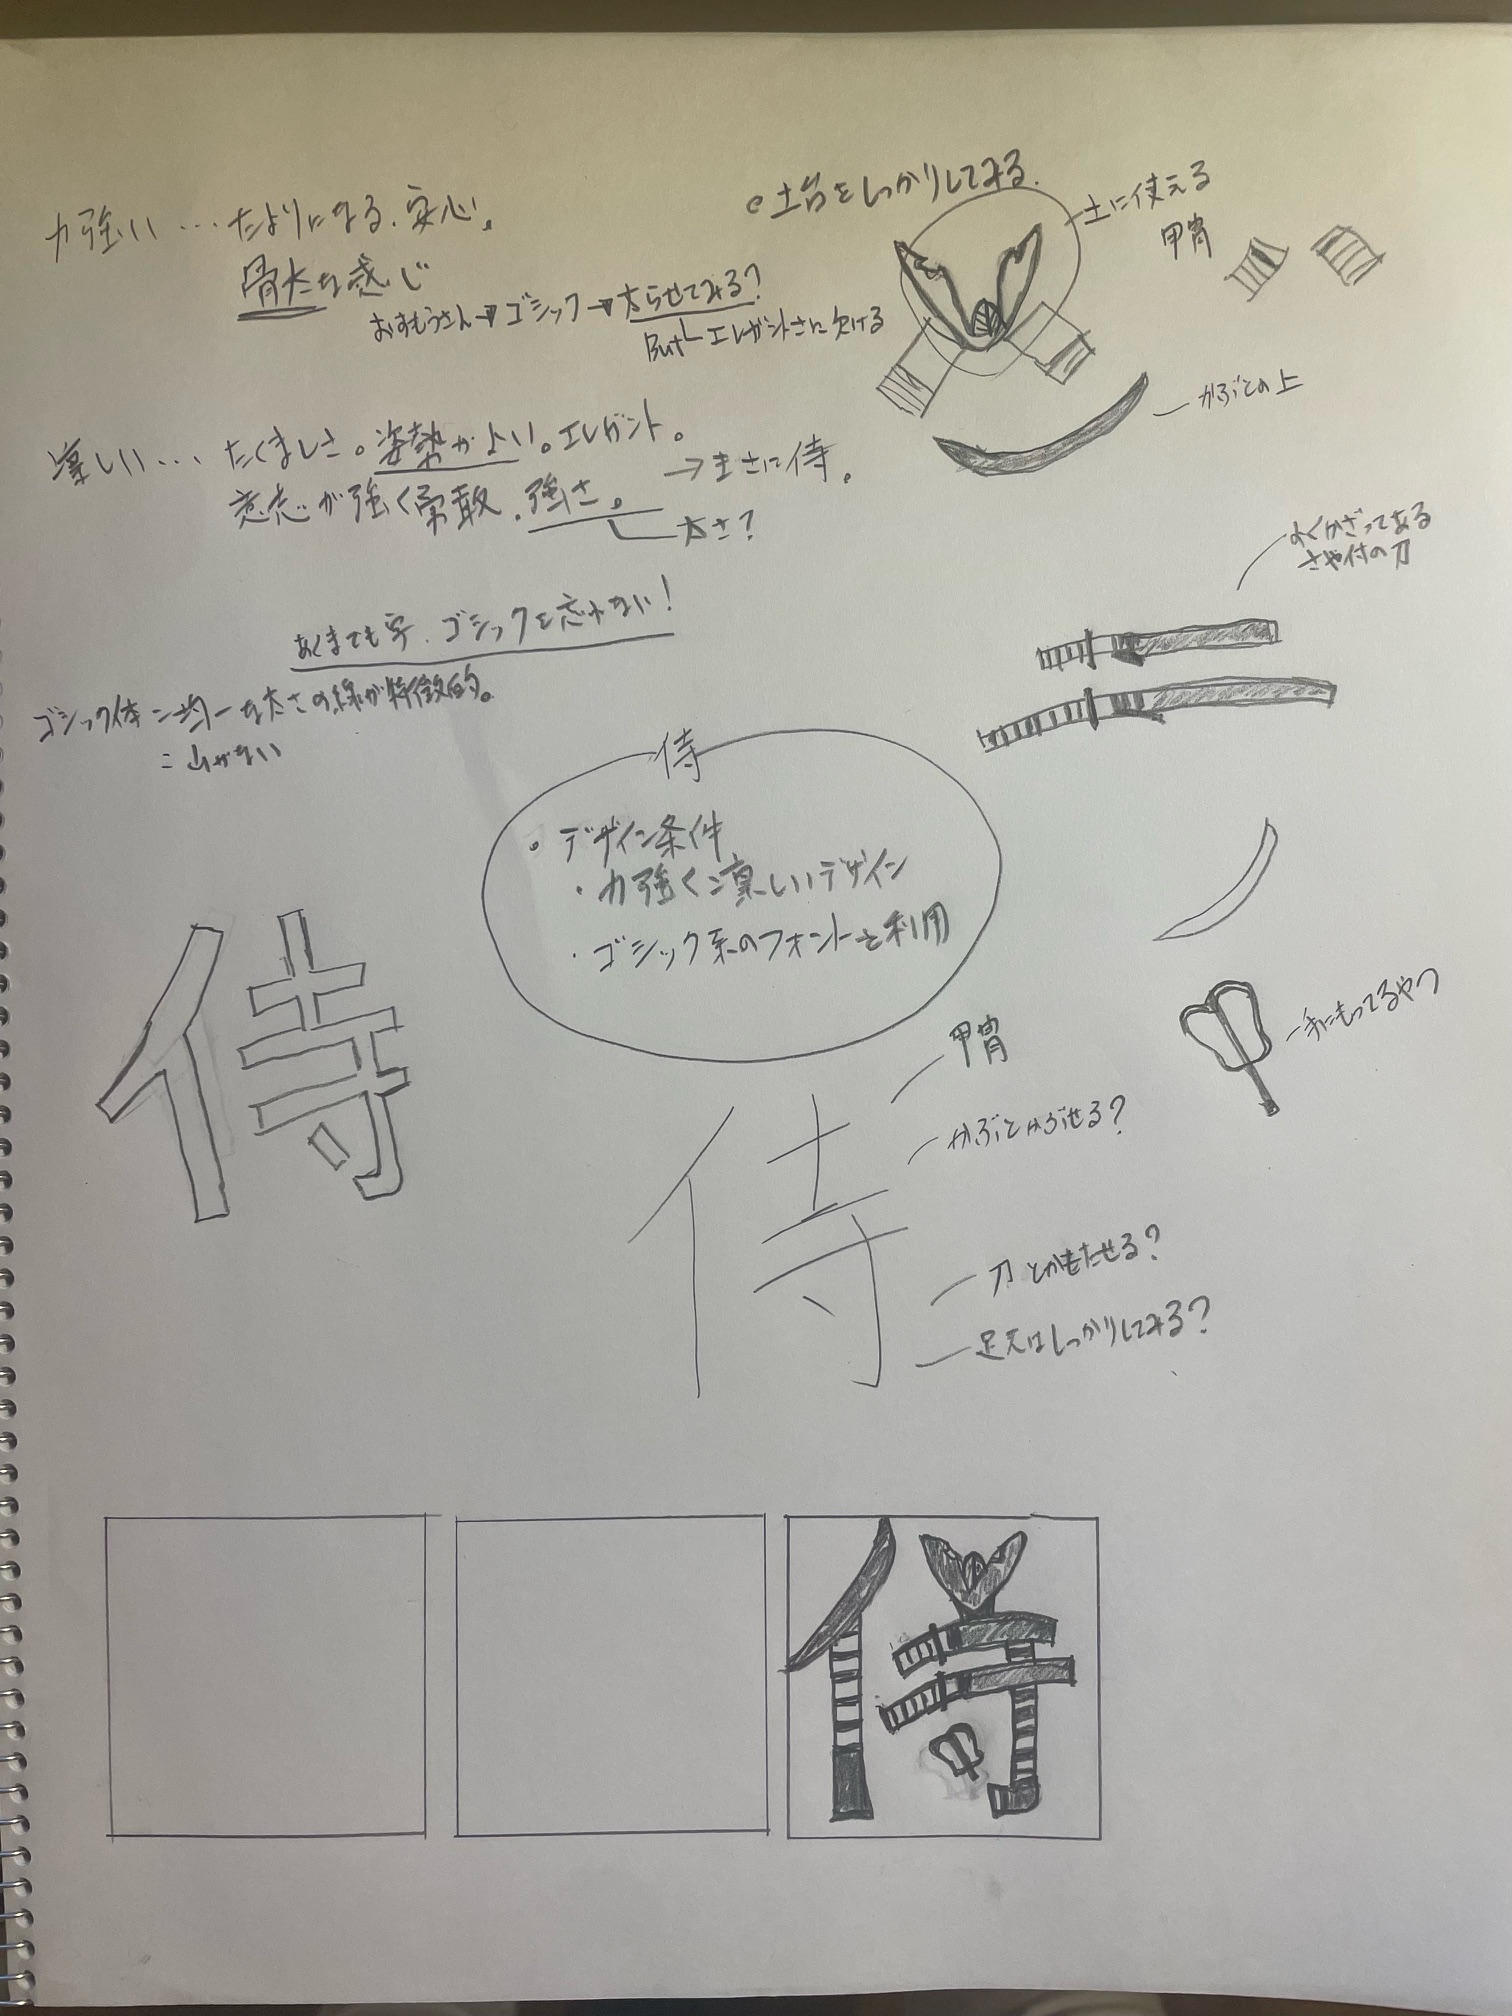 力強い…たよりになる、安心。
骨太な感じ
おすもうさん→ゴシック→太らせてみる?
But エレガントさに欠ける
土台をしっかりしてみる。
土に使える
甲冑
かぶとの上
凜しい…たくましさ。姿勢がよい。エレガント。
意志が強く勇敢、強さ。
→まさに侍。
太さ?
よくかざってある
さや付の刀
あくまでも字、ゴシックを忘れない!
ゴシック体=均一な太さの線が特徴的。
=山がない
侍
・デザイン条件
・力強く凜しいデザイン
・ゴシック系のフォントを利用
手にもってるやつ
侍
侍
甲冑
かぶとかぶせる?
刀とかもたせる?
足元はしっかりしてみる?
侍